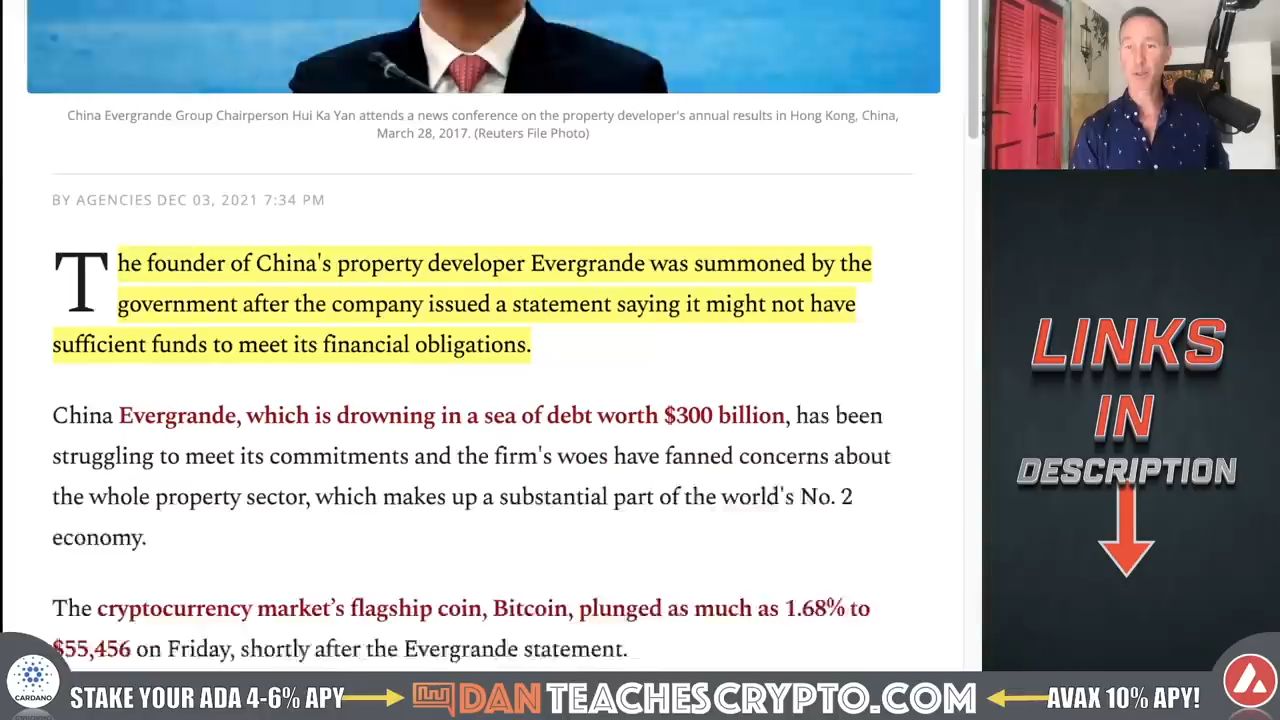 China Evergrande Group Chairperson Hui Ka Yan attends a news conference on the property developer's annual results in Hong Kong, China,
March 28, 2017. (Reuters File Photo)
BY AGENCIES DEC 03, 2021 7:34 PM
The founder of China's property developer Evergrande was summoned by the
government after the company issued a statement saying it might not have
sufficient funds to meet its financial obligations.
China Evergrande, which is drowning in a sea of debt worth $300 billion, has been
struggling to meet its commitments and the firm's woes have fanned concerns about
the whole property sector, which makes up a substantial part of the world's No. 2
economy.
The cryptocurrency market’s flagship coin, Bitcoin, plunged as much as 1.68% to
$55,456 on Friday, shortly after the Evergrande statement.
LINKS
IN
DESCRIPTION
CARDANO
STAKE YOUR ADA 4-6% APY
DANTEACHESCRYPTO.COM
AVAX 10% APY!